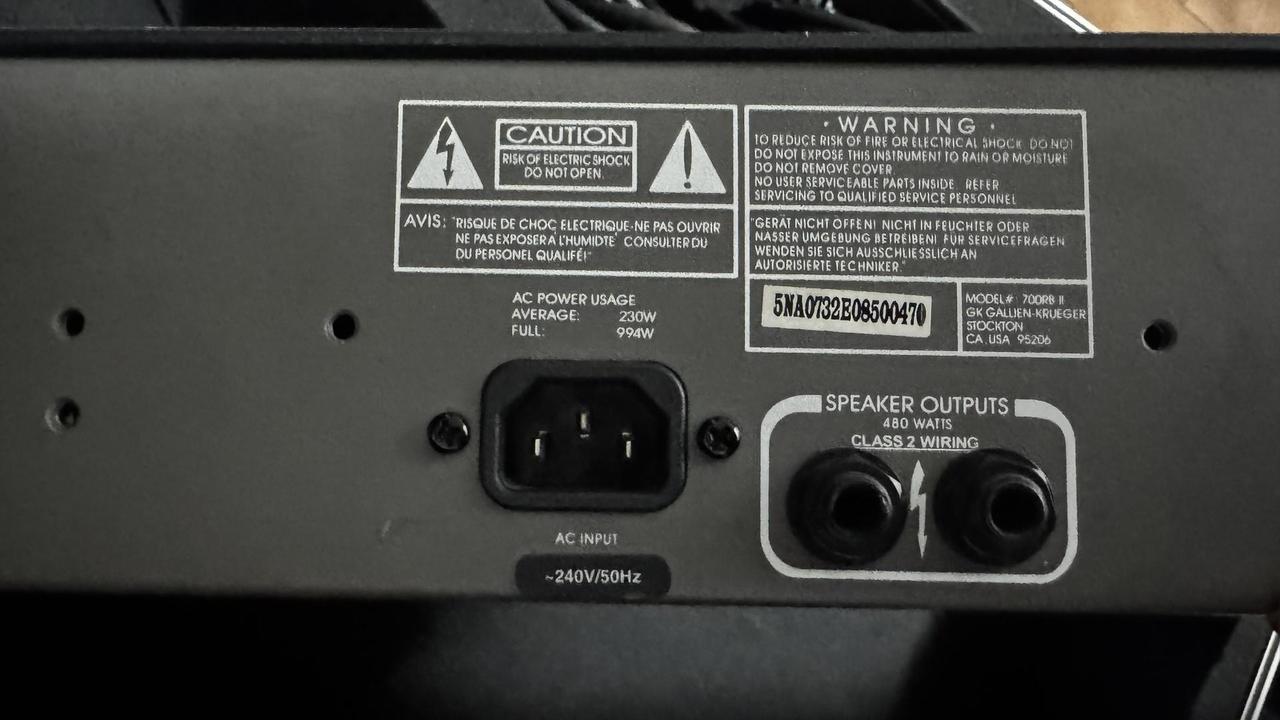 CAUTION
RISK OF ELECTRIC SHOCK
DO NOT OPEN.
AVIS: "RISQUE DE CHOC ELECTRIQUE-NE PAS OUVRIR
NE PAS EXPOSER A L'HUMIDTE CONSULTER DU
DU PERSONEL QUALIFÉ!"
· WARNING ·
TO REDUCE RISK OF FIRE OR ELECTRICAL SHOCK DO NOT
DO NOT EXPOSE THIS INSTRUMENT TO RAIN OR MOISTURE
DO NOT REMOVE COVER.
NO USER SERVICEABLE PARTS INSIDE. REFER
SERVICING TO QUALIFIED SERVICE PERSONNEL
"GERÄT NICHT OFFEN! NICHT IN FEUCHTER ODER
NASSER UMGEBUNG BETREIBEN! FUR SERVICEFRAGEN
WENDEN SIE SICH AUSSCHLIESSLICH AN
AUTORISIERTE TECHNIKER."
5NA0732E08500470
MODEL#: 700RB II
GK GALLIEN-KRUEGER
STOCKTON
CA. USA 95206
AC POWER USAGE
AVERAGE: 230W
FULL: 994W
AC INPUT
~240V/50Hz
SPEAKER OUTPUTS
480 WATTS
CLASS 2 WIRING